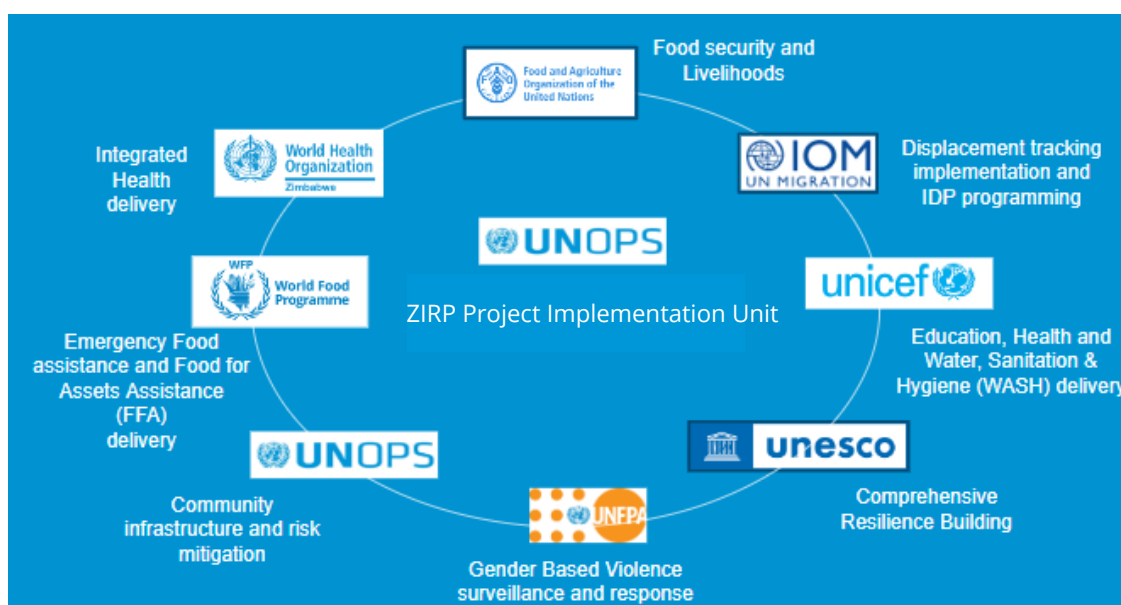 Food and Agriculture
Organization of the
United Nations
Food security and
Livelihoods
World Health
Organization
Zimbabwe
Integrated
Health
delivery
IOM
UN MIGRATION
Displacement tracking
implementation and
IDP programming
UNOPS
ZIRP Project Implementation Unit
WFP
World Food
Programme
Emergency Food
assistance and Food for
Assets Assistance
(FFA)
delivery
unicef
Education, Health and
Water, Sanitation &
Hygiene (WASH) delivery
UNOPS
Community
infrastructure and risk
mitigation
unesco
Comprehensive
Resilience Building
UNFPA
Gender Based Violence
surveillance and response